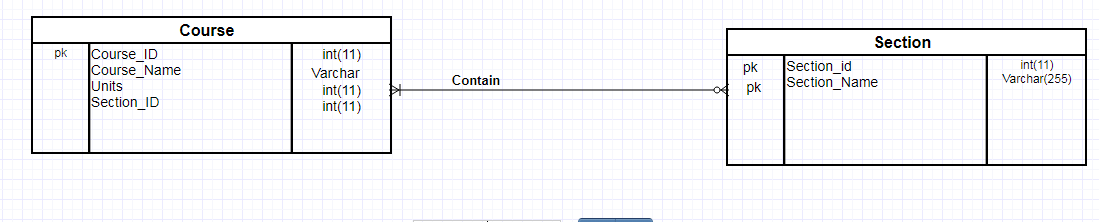 Course
pk Course_ID int(11)
Course_Name Varchar
Units int(11)
Section_ID int(11)
Contain
Section
pk Section_id int(11)
pk Section_Name Varchar(255)